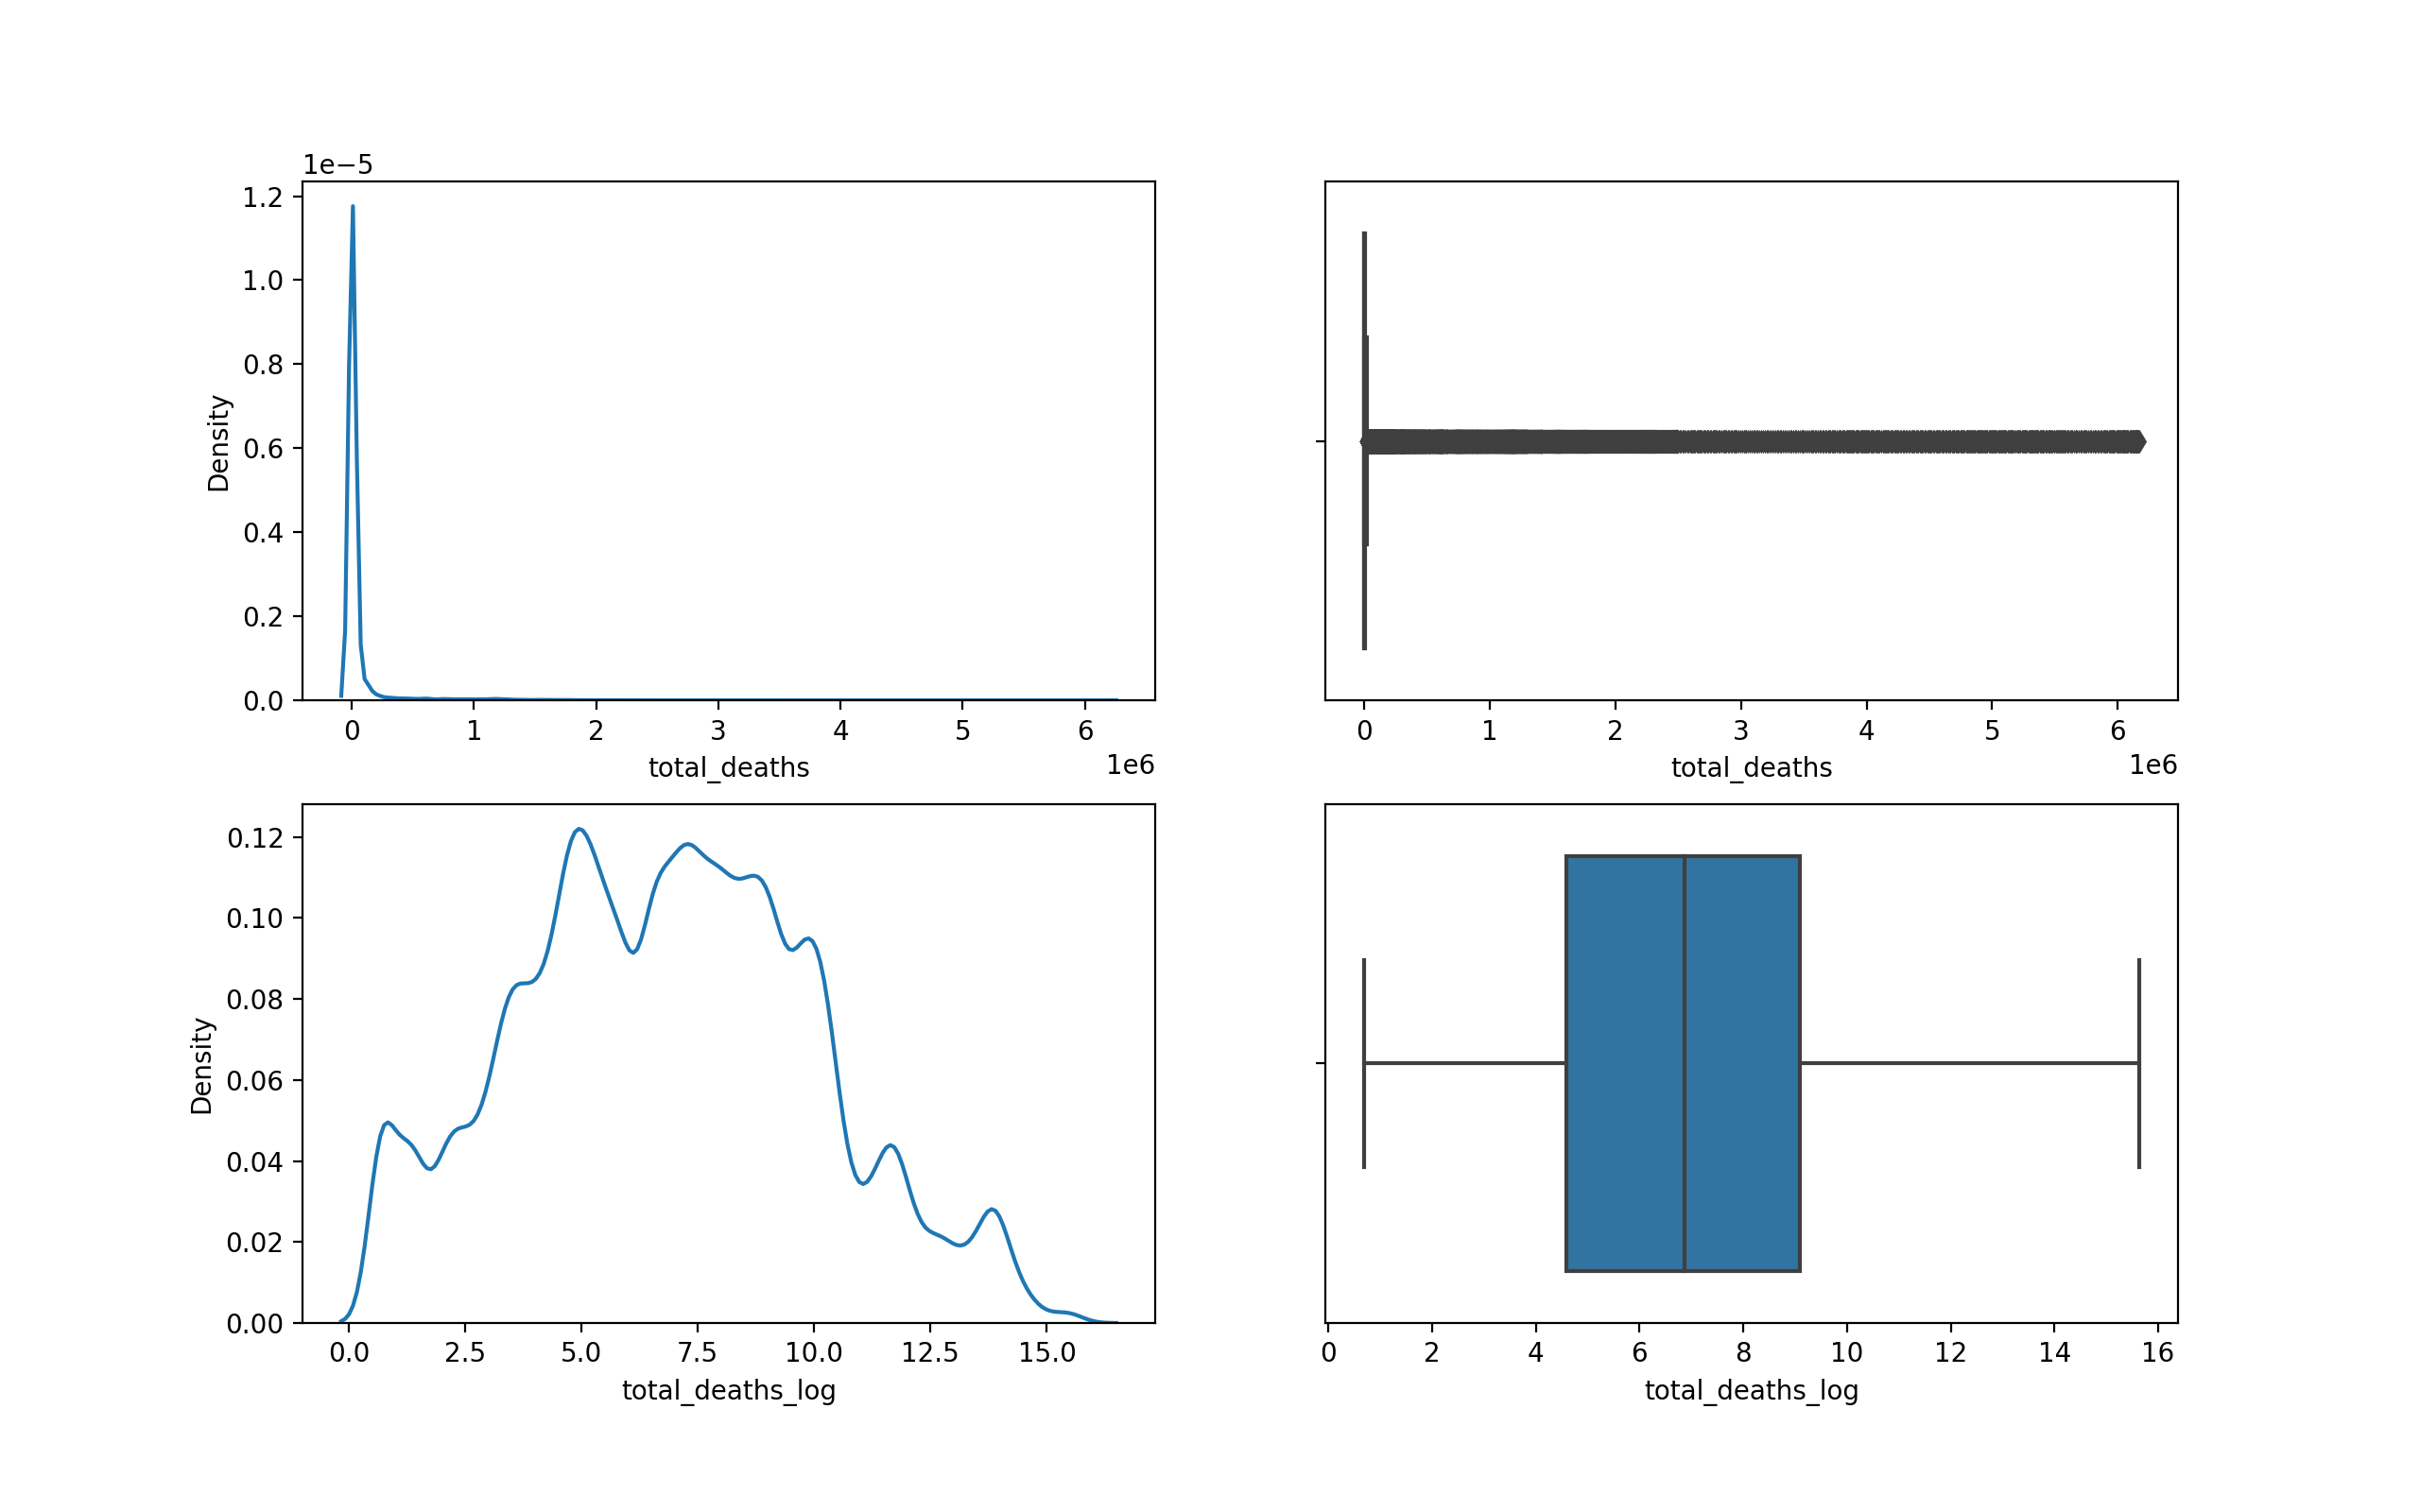 1e−5
1.2
1.0
0.8
0.6
0.4
0.2
0.0
Density
0 1 2 3 4 5 6
total_deaths
1e6
0 1 2 3 4 5 6
total_deaths
1e6
0.12
0.10
0.08
0.06
0.04
0.02
0.00
Density
0.0 2.5 5.0 7.5 10.0 12.5 15.0
total_deaths_log
0 2 4 6 8 10 12 14 16
total_deaths_log